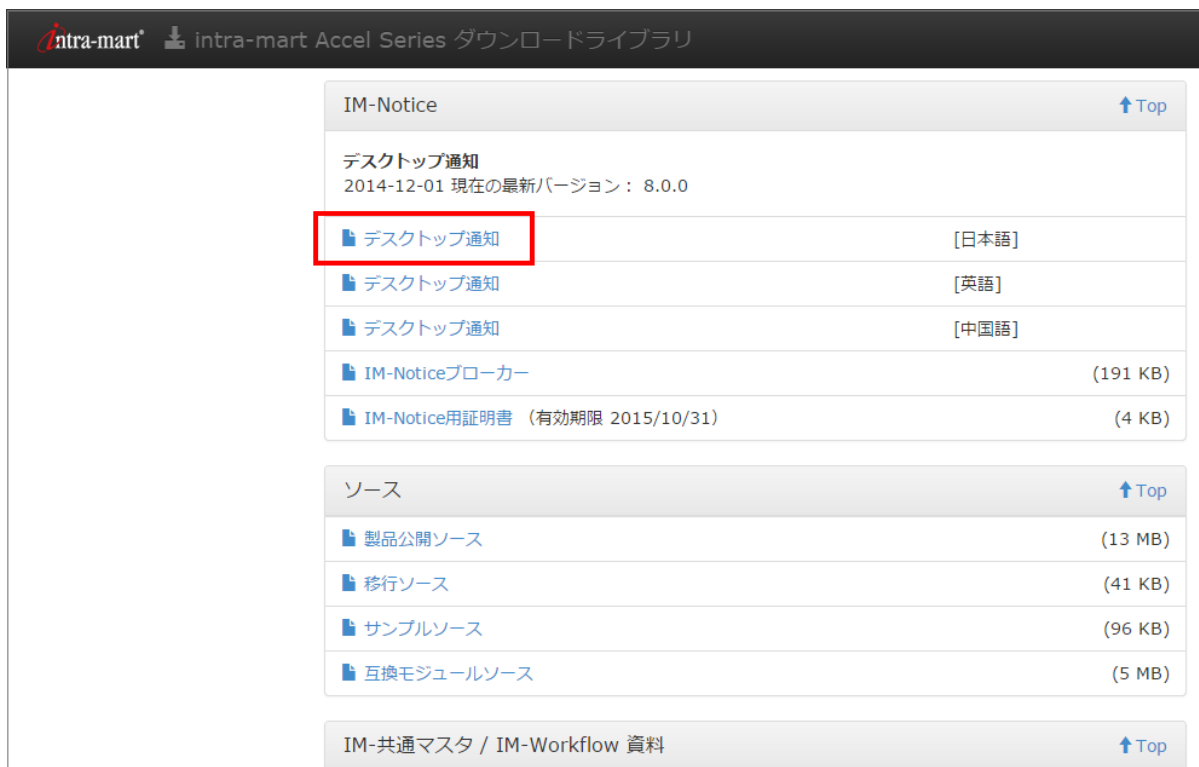 intra-mart intra-mart Accel Series ダウンロードライブラリ
IM-Notice Top
デスクトップ通知
2014-12-01 現在の最新バージョン： 8.0.0
デスクトップ通知 [日本語]
デスクトップ通知 [英語]
デスクトップ通知 [中国語]
IM-Noticeブローカー (191 KB)
IM-Notice用証明書 （有効期限 2015/10/31） (4 KB)
ソース Top
製品公開ソース (13 MB)
移行ソース (41 KB)
サンプルソース (96 KB)
互換モジュールソース (5 MB)
IM-共通マスタ / IM-Workflow 資料 Top